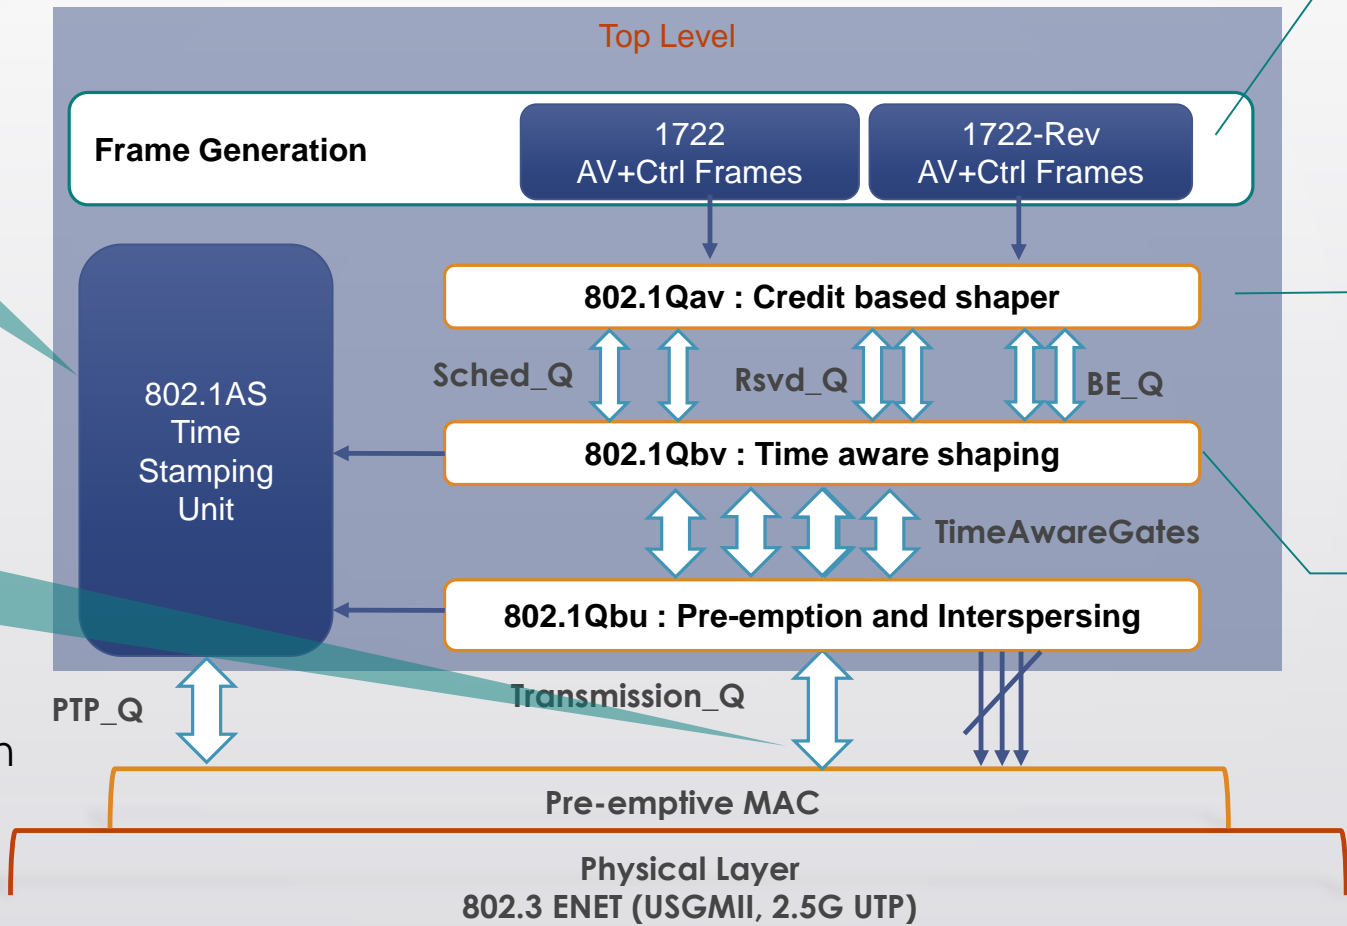 Top Level
Frame Generation
1722
AV+Ctrl Frames
1722-Rev
AV+Ctrl Frames
802.1Qav : Credit based shaper
Sched_Q
Rsvd_Q
BE_Q
802.1AS
Time
Stamping
Unit
802.1Qbv : Time aware shaping
TimeAwareGates
802.1Qbu : Pre-emption and Interspersing
PTP_Q
Transmission_Q
n
Pre-emptive MAC
Physical Layer
802.3 ENET (USGMII, 2.5G UTP)